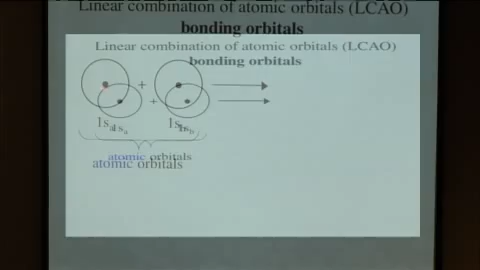 Linear combination of atomic orbitals (LCAO)
bonding orbitals
Linear combination of atomic orbitals (LCAO)
bonding orbitals
+
+
1s
1s
atomic orbitals
atomic orbitals